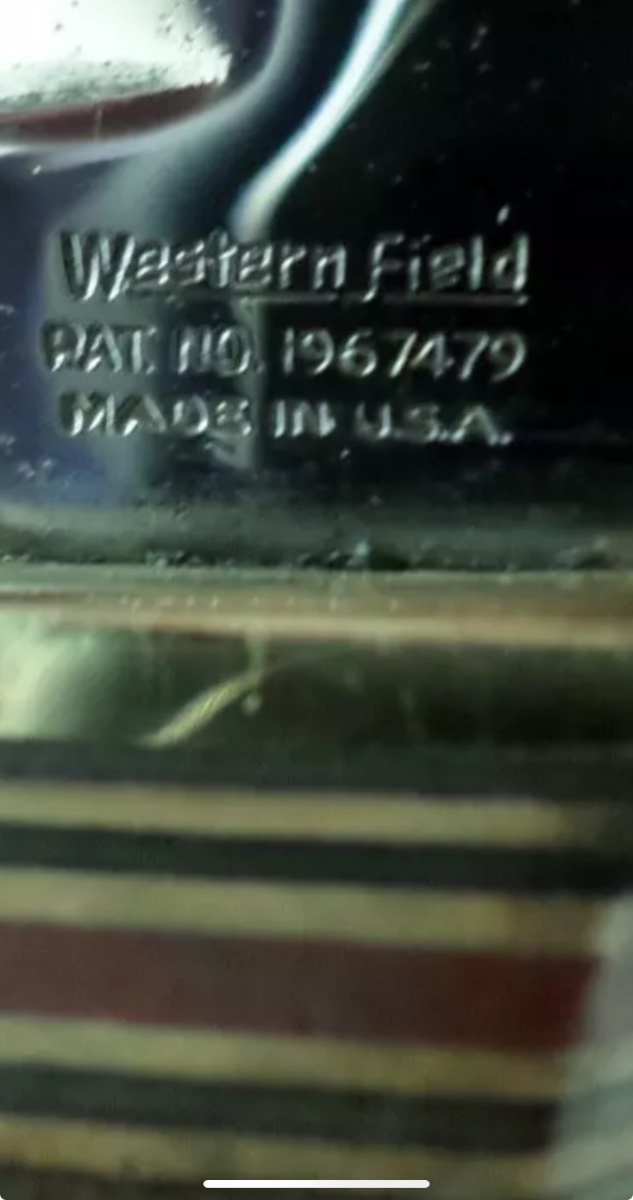 Western Field
PAT. NO. 1967479
MADE IN U.S.A.